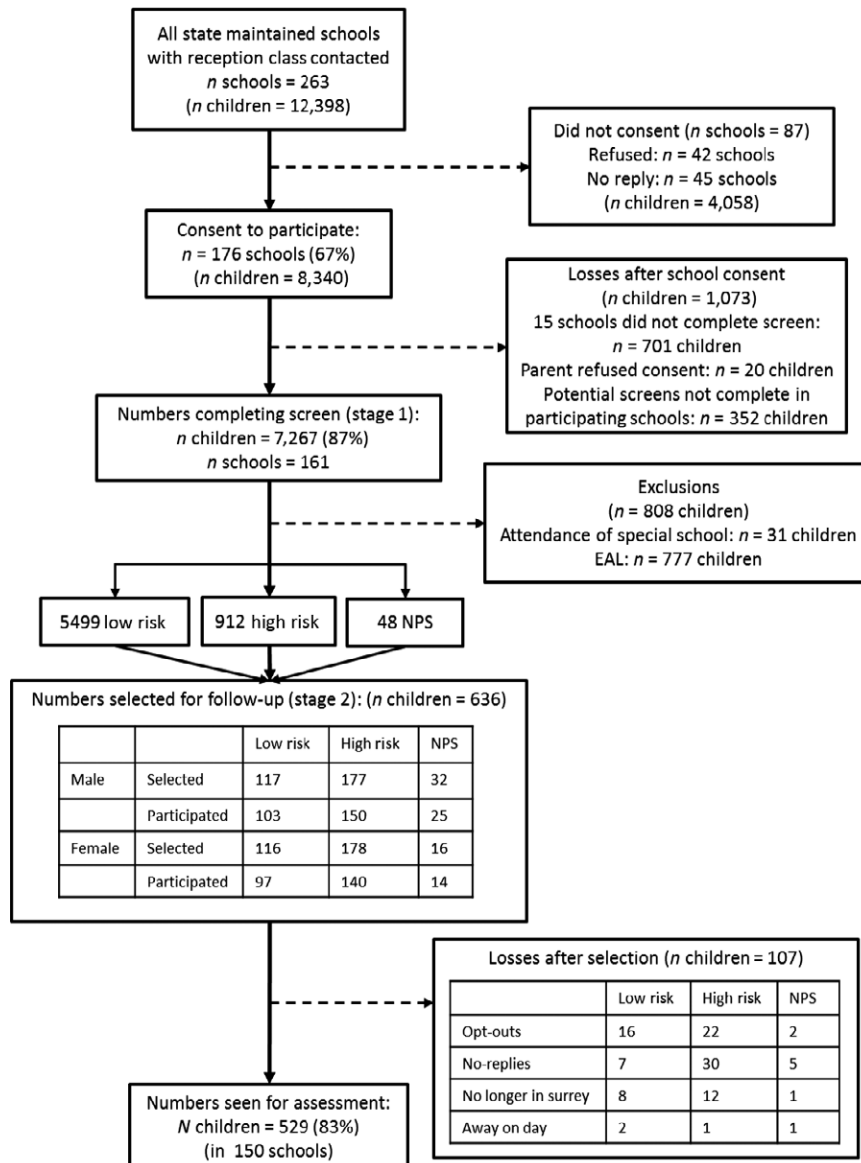 All state maintained schools
with reception class contacted
n schools = 263
(n children = 12,398)
Did not consent (n schools = 87)
Refused: n = 42 schools
No reply: n = 45 schools
(n children = 4,058)
Consent to participate:
n = 176 schools (67%)
(n children = 8,340)
Losses after school consent
(n children = 1,073)
15 schools did not complete screen:
n = 701 children
Parent refused consent: n = 20 children
Potential screens not complete in
participating schools: n = 352 children
Numbers completing screen (stage 1):
n children = 7,267 (87%)
n schools = 161
Exclusions
(n = 808 children)
Attendance of special school: n = 31 children
EAL: n = 777 children
5499 low risk
912 high risk
48 NPS
Numbers selected for follow-up (stage 2): (n children = 636)
Low risk High risk NPS
Male Selected 117 177 32
Participated 103 150 25
Female Selected 116 178 16
Participated 97 140 14
Losses after selection (n children = 107)
Low risk High risk NPS
Opt-outs 16 22 2
No-replies 7 30 5
No longer in surrey 8 12 1
Away on day 2 1 1
Numbers seen for assessment:
N children = 529 (83%)
(in 150 schools)